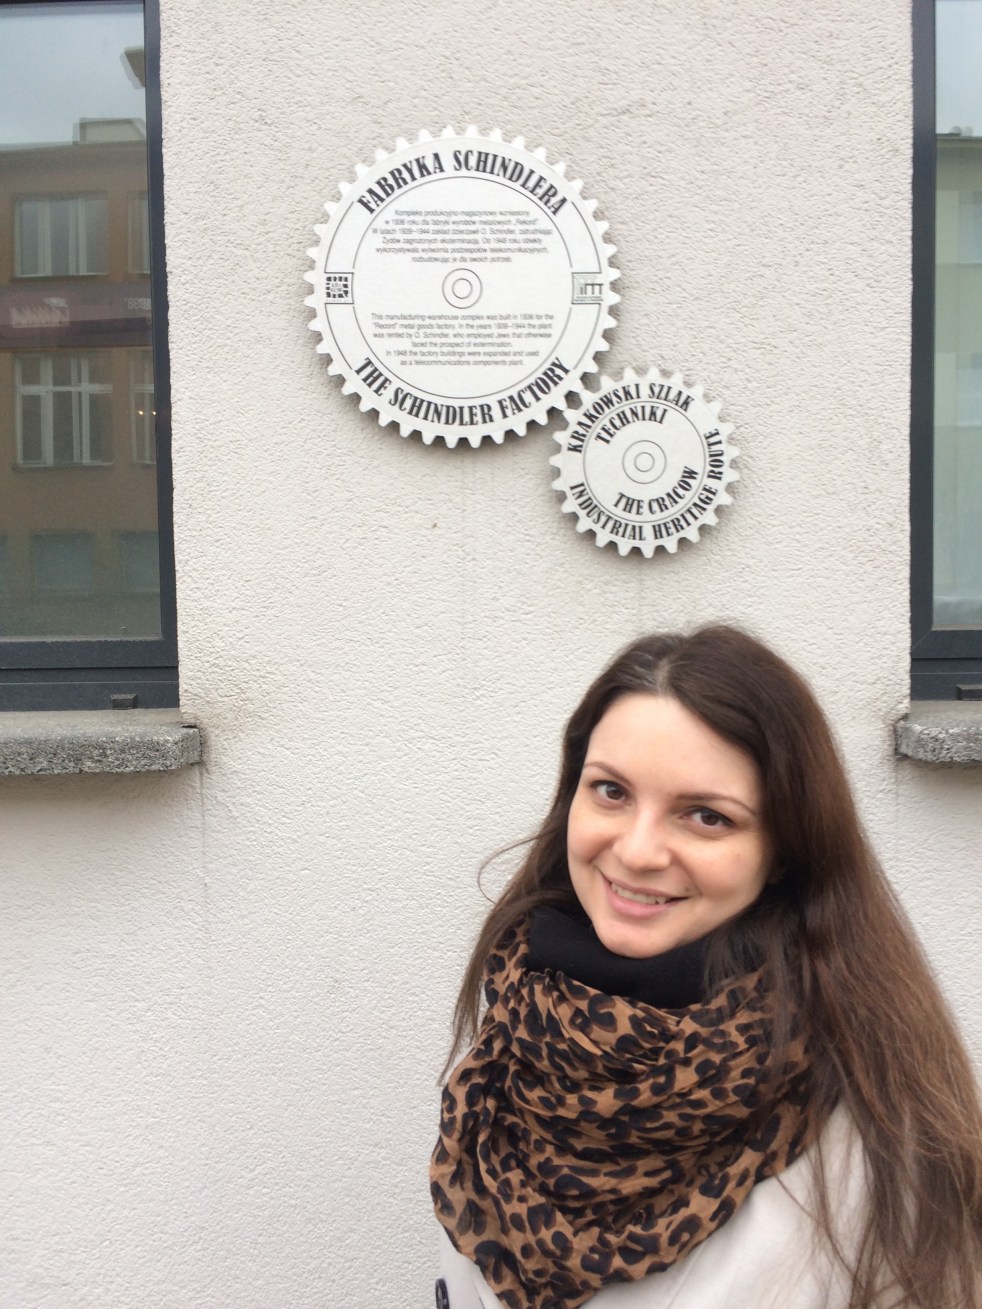 FABRYKA SCHINDLERA
Kompleks produkcyjno-magazynowy wzniesiony
w 1938 roku dla fabryki wyrobów metalowych „Rekord".
W latach 1939–1944 zakład dzierżawił O. Schindler, zatrudniając
Żydów zagrożonych eksterminacją. Od 1948 roku obiekty
wykorzystywała wytwórnia podzespołów telekomunikacyjnych,
rozbudowując je dla swoich potrzeb.
This manufacturing-warehouse complex was built in 1938 for the
"Record" metal goods factory. In the years 1939–1944 the plant
was rented by O. Schindler, who employed Jews that otherwise
faced the prospect of extermination.
In 1948 the factory buildings were expanded and used
as a telecommunications components plant.
THE SCHINDLER FACTORY
KRAKOWSKI SZLAK
TECHNIKI
THE CRACOW
INDUSTRIAL HERITAGE ROUTE